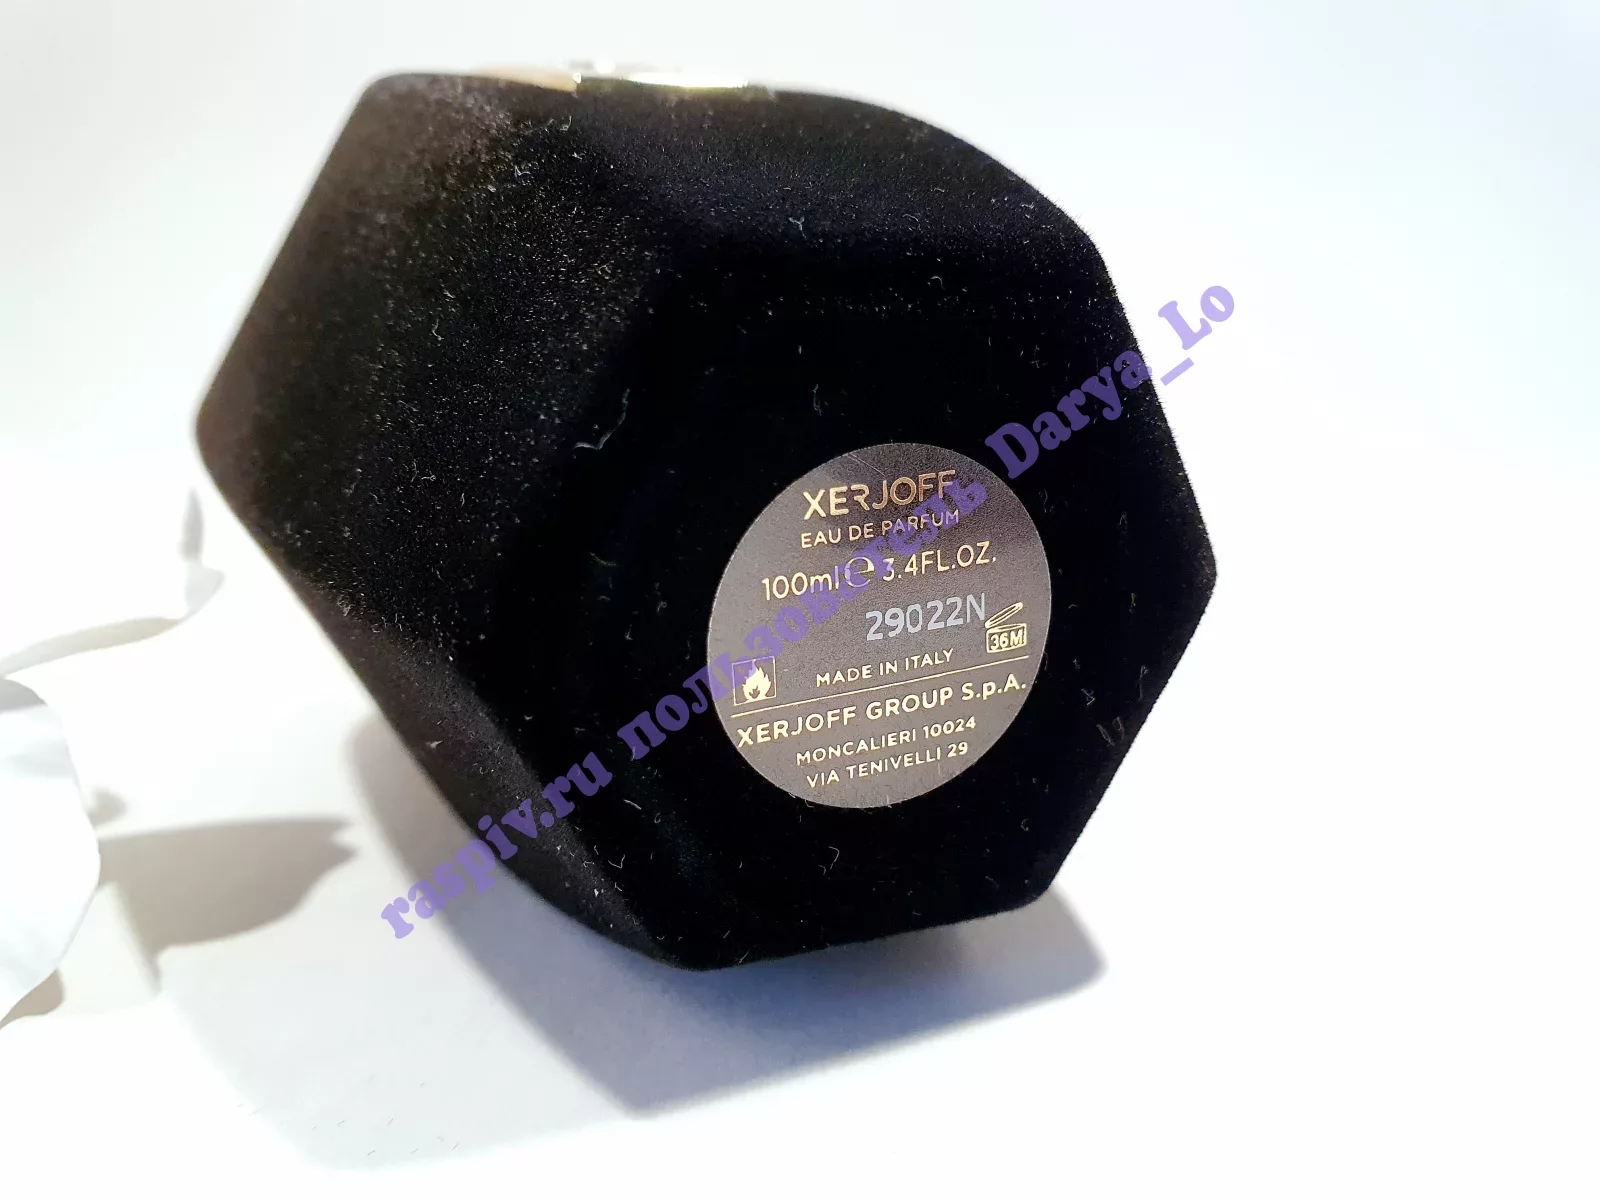 XERJOFF
EAU DE PARFUM
100ml ℮ 3.4FL.OZ.
29022N
36M
MADE IN ITALY
XERJOFF GROUP S.p.A.
MONCALIERI 10024
VIA TENIVELLI 29
raspiv.ru пользователь Darya_Lo